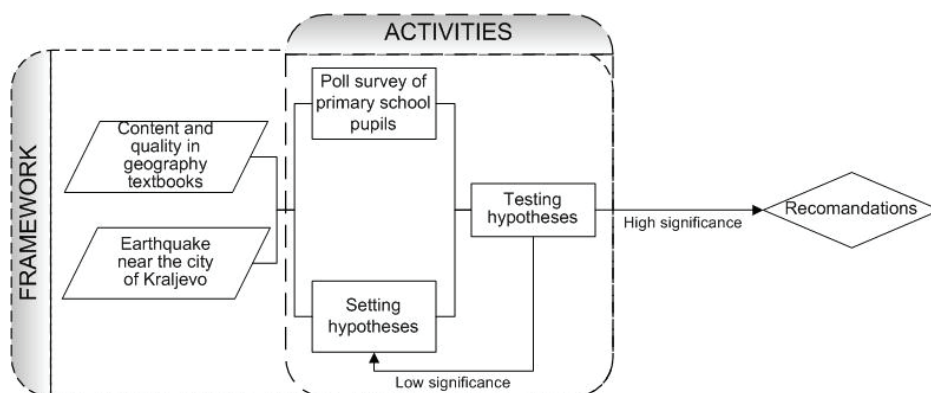 ACTIVITIES
FRAMEWORK
Content and
quality in
geography
textbooks
Earthquake
near the city
of Kraljevo
Poll survey of
primary school
pupils
Setting
hypotheses
Testing
hypotheses
Low significance
High significance
Recomandations